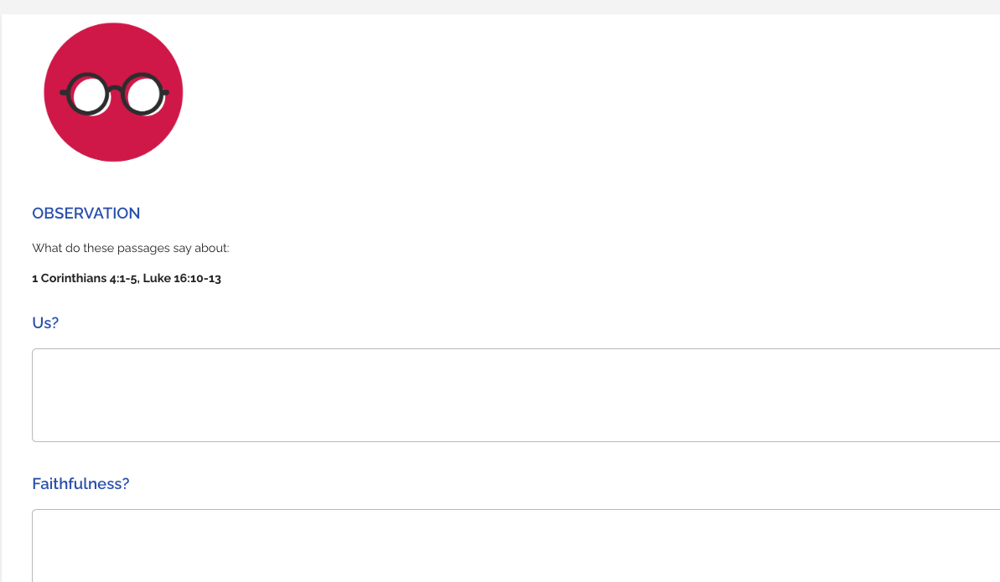 OBSERVATION
What do these passages say about:
1 Corinthians 4:1-5, Luke 16:10-13
Us?
Faithfulness?